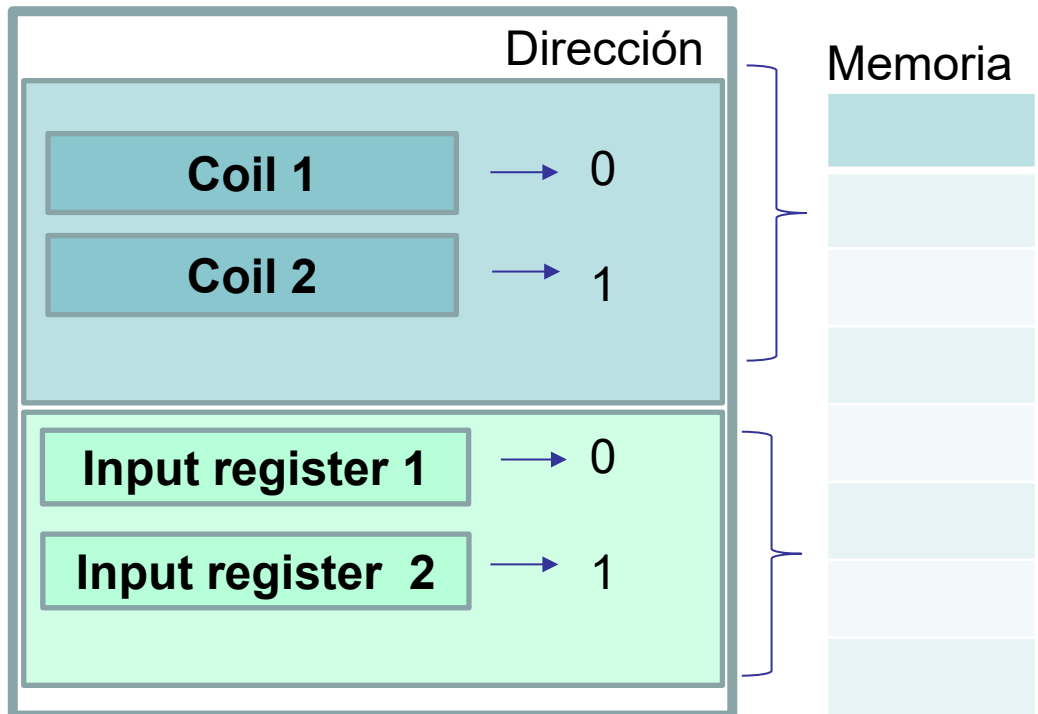 Dirección
Memoria
Coil 1
0
Coil 2
1
Input register 1
0
Input register 2
1